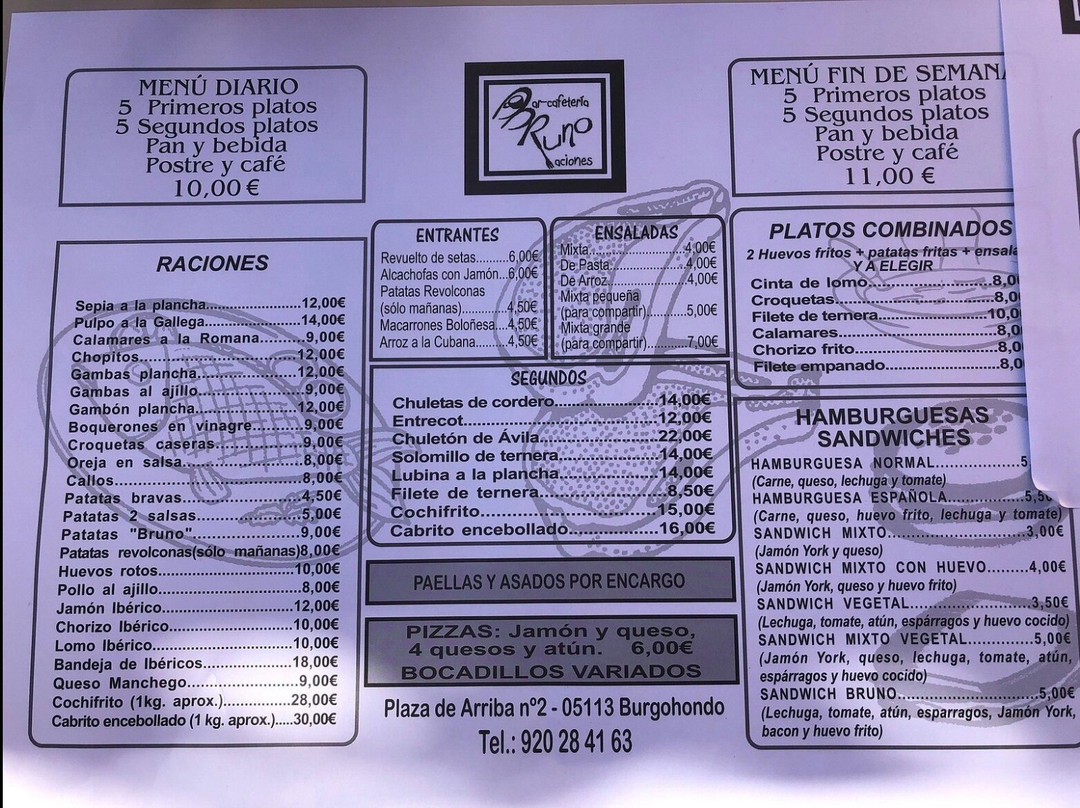 MENÚ DIARIO
5 Primeros platos
5 Segundos platos
Pan y bebida
Postre y café
10,00 €
Bar-cafetería
BRuno
Raciones
MENÚ FIN DE SEMANA
5 Primeros platos
5 Segundos platos
Pan y bebida
Postre y café
11,00 €
RACIONES
Sepia a la plancha..................12,00€
Pulpo a la Gallega..................14,00€
Calamares a la Romana........9,00€
Chopitos..............................12,00€
Gambas plancha...................12,00€
Gambas al ajillo....................9,00€
Gambón plancha...................12,00€
Boquerones en vinagre........9,00€
Croquetas caseras................9,00€
Oreja en salsa......................8,00€
Callos..................................8,00€
Patatas bravas.....................4,50€
Patatas 2 salsas...................5,00€
Patatas "Bruno"....................9,00€
Patatas revolconas(sólo mañanas)8,00€
Huevos rotos.........................10,00€
Pollo al ajillo.........................8,00€
Jamón Ibérico.......................12,00€
Chorizo Ibérico......................10,00€
Lomo Ibérico.........................10,00€
Bandeja de Ibéricos...............18,00€
Queso Manchego..................9,00€
Cochifrito (1kg. aprox.)..........28,00€
Cabrito encebollado (1 kg. aprox.).....30,00€
ENTRANTES
Revuelto de setas........6,00€
Alcachofas con Jamón...6,00€
Patatas Revolconas
(sólo mañanas)...........4,50€
Macarrones Boloñesa....4,50€
Arroz a la Cubana........4,50€
ENSALADAS
Mixta......................4,00€
De Pasta..................4,00€
De Arroz..................4,00€
Mixta pequeña
(para compartir).........5,00€
Mixta grande
(para compartir).........7,00€
SEGUNDOS
Chuletas de cordero...............14,00€
Entrecot..............................12,00€
Chuletón de Ávila..................22,00€
Solomillo de ternera...............14,00€
Lubina a la plancha................14,00€
Filete de ternera....................8,50€
Cochifrito.............................15,00€
Cabrito encebollado...............16,00€
PAELLAS Y ASADOS POR ENCARGO
PIZZAS: Jamón y queso,
4 quesos y atún. 6,00€
BOCADILLOS VARIADOS
Plaza de Arriba nº2 - 05113 Burgohondo
Tel.: 920 28 41 63
PLATOS COMBINADOS
2 Huevos fritos + patatas fritas + ensala
Y A ELEGIR
Cinta de lomo..................8,0
Croquetas.......................8,0
Filete de ternera...............10,0
Calamares.......................8,0
Chorizo frito.....................8,0
Filete empanado...............8,0
HAMBURGUESAS
SANDWICHES
HAMBURGUESA NORMAL............5
(Carne, queso, lechuga y tomate)
HAMBURGUESA ESPAÑOLA..........5,50
(Carne, queso, huevo frito, lechuga y tomate)
SANDWICH MIXTO....................3,00€
(Jamón York y queso)
SANDWICH MIXTO CON HUEVO........4,00€
(Jamón York, queso y huevo frito)
SANDWICH VEGETAL.................3,50€
(Lechuga, tomate, atún, espárragos y huevo cocido)
SANDWICH MIXTO VEGETAL..........5,00€
(Jamón York, queso, lechuga, tomate, atún,
espárragos y huevo cocido)
SANDWICH BRUNO....................5,00€
(Lechuga, tomate, atún, esparragos, Jamón York,
bacon y huevo frito)